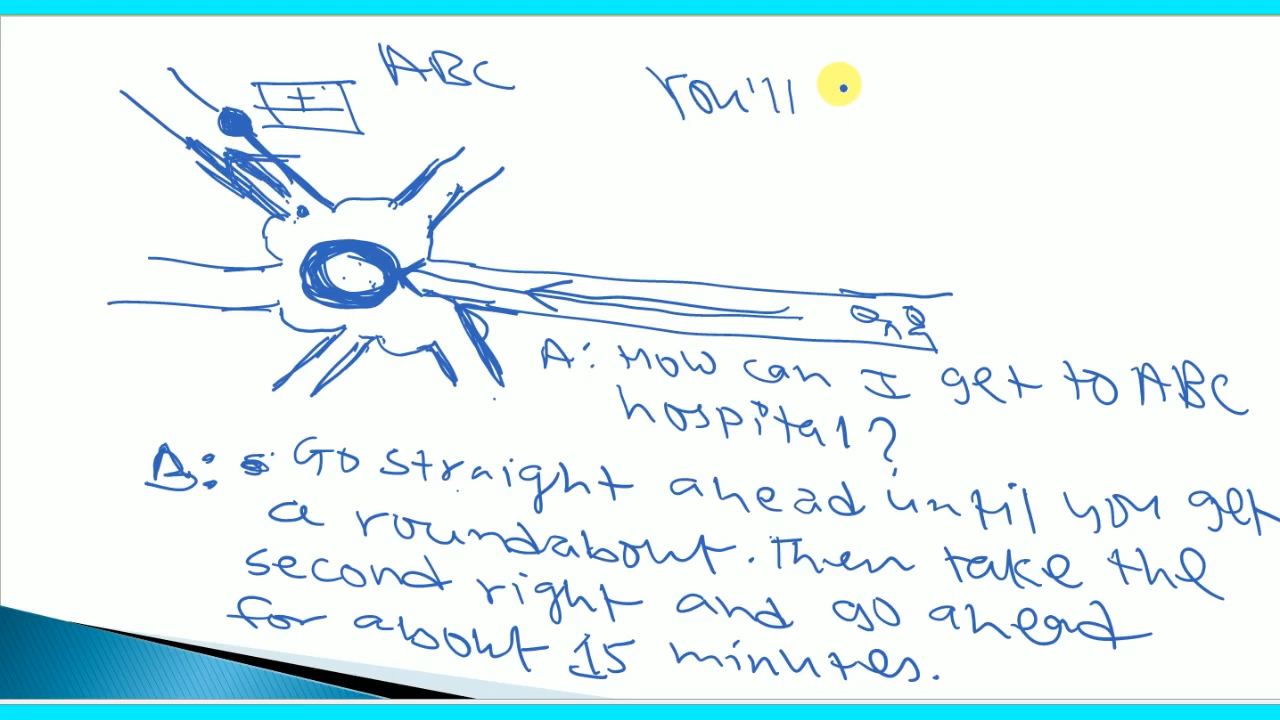 ABC
You'll
A: How can I get to ABC
hospital?
B: Go straight ahead until you get
a roundabout. Then take the
second right and go ahead
for about 15 minutes.